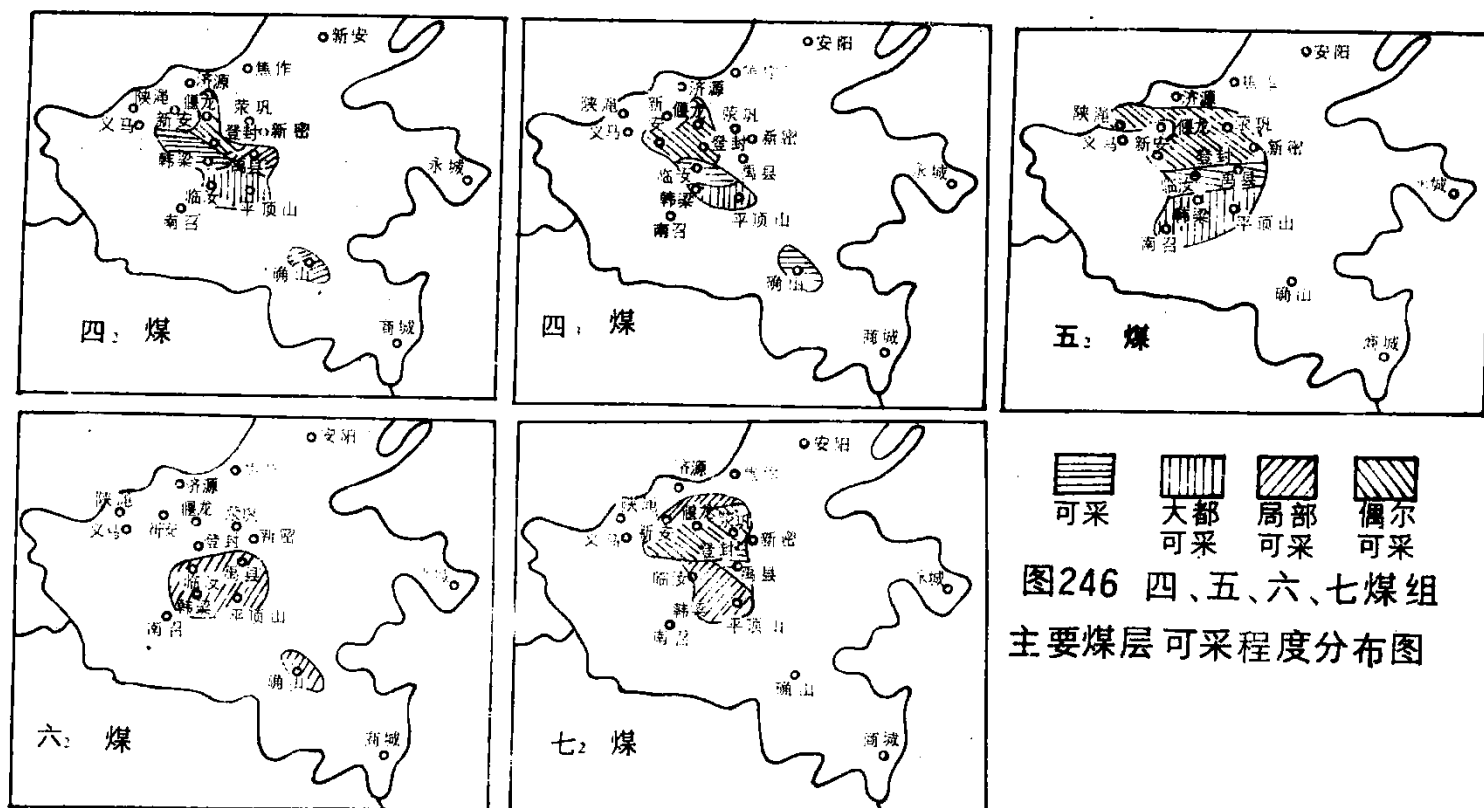 新安
焦作
济源
陕渑
偃龙
荥巩
义马
新安
登封
新密
韩梁
禹县
永城
临汝
平顶山
南召
确山
商城
四₂ 煤
安阳
济源
陕渑
新安
偃龙
荥巩
义马
新密
登封
禹县
临汝
永城
韩梁
平顶山
南召
确山
商城
煤
安阳
济源
陕渑
偃龙
荥巩
义马
新安
新密
登封
临汝
禹县
韩梁
平顶山
南召
确山
商城
五₂ 煤
安阳
济源
陕渑
偃龙
荥巩
义马
新安
登封
新密
禹县
临汝
韩梁
平顶山
南召
确山
商城
六₂ 煤
安阳
济源
陕渑
偃龙
新安
义马
登封
新密
禹县
临汝
永城
韩梁
平顶山
南召
确山
商城
七₂ 煤
可采
大都可采
局部可采
偶尔可采
图246 四、五、六、七煤组
主要煤层可采程度分布图